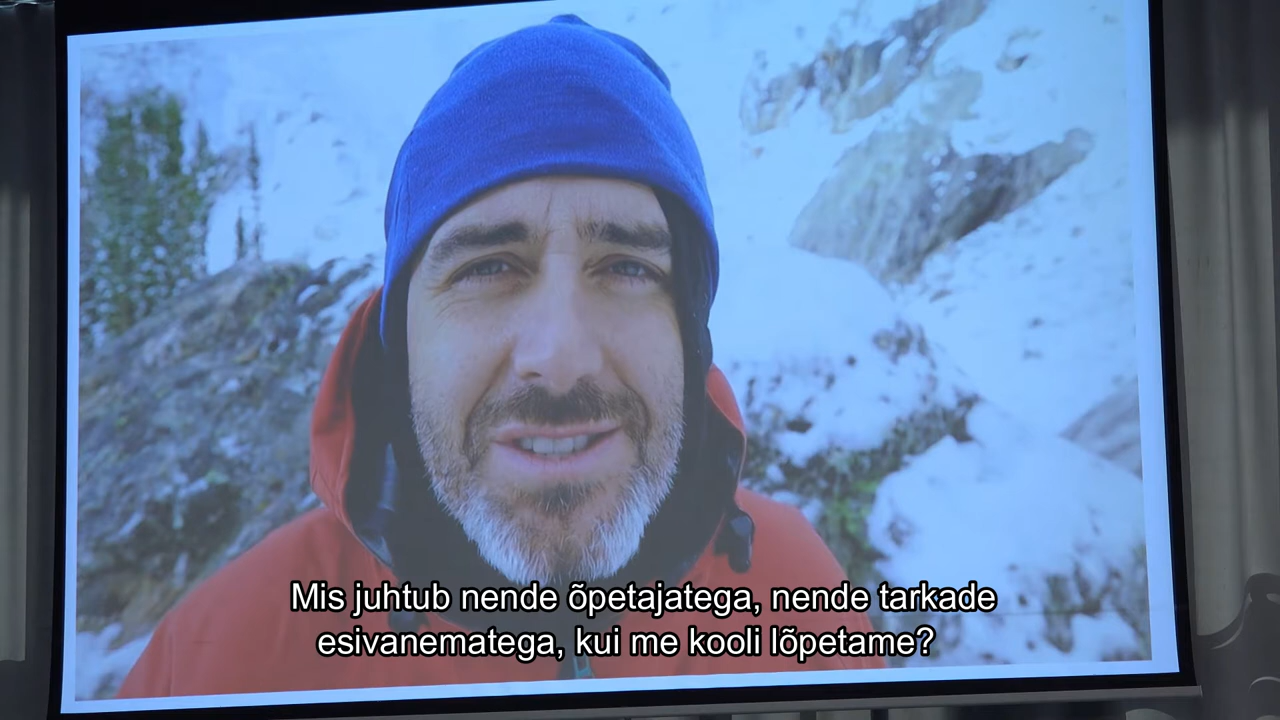 Mis juhtub nende õpetajatega, nende tarkade
esivanematega, kui me kooli lõpetame?